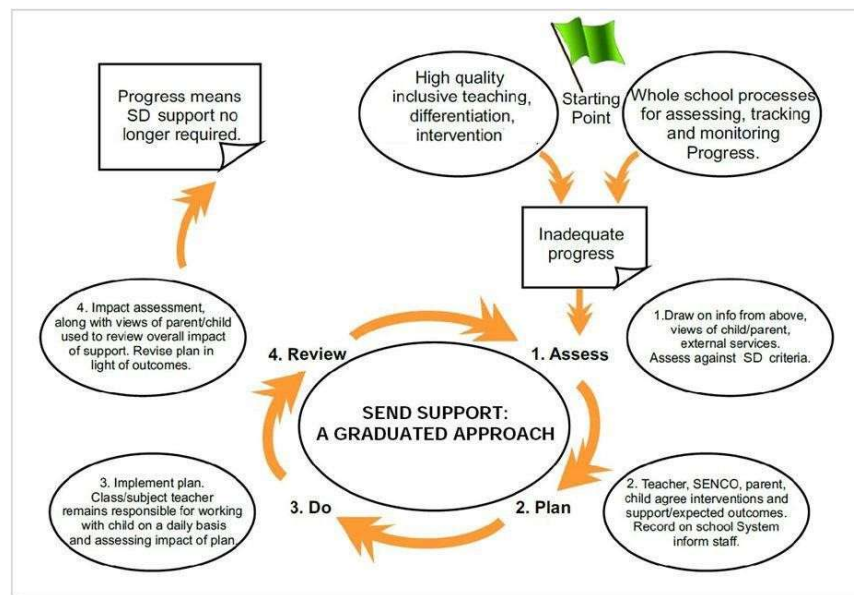 High quality
inclusive teaching,
differentiation,
intervention
Starting
Point
Whole school processes
for assessing, tracking
and monitoring
Progress.
Progress means
SD support no
longer required.
Inadequate
progress
4. Impact assessment,
along with views of parent/child
used to review overall impact
of support. Revise plan in
light of outcomes.
4. Review
1. Assess
1.Draw on info from above,
views of child/parent,
external services.
Assess against SD criteria.
SEND SUPPORT:
A GRADUATED APPROACH
3. Implement plan.
Class/subject teacher
remains responsible for working
with child on a daily basis
and assessing impact of plan.
3. Do
2. Plan
2. Teacher, SENCO, parent,
child agree interventions and
support/expected outcomes.
Record on school System
inform staff.